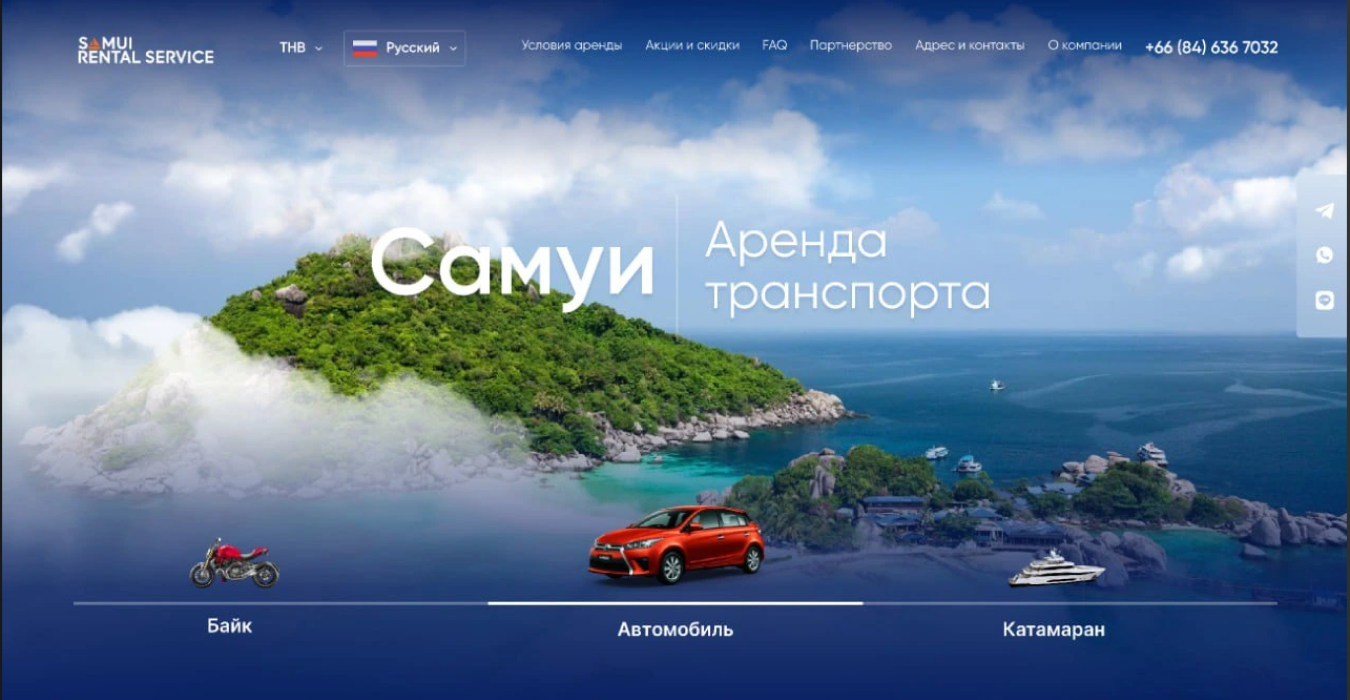 SAMUI
RENTAL SERVICE
THB
Русский
Условия аренды
Акции и скидки
FAQ
Партнерство
Адрес и контакты
О компании
+66 (84) 636 7032
Самуи
Аренда
транспорта
Байк
Автомобиль
Катамаран